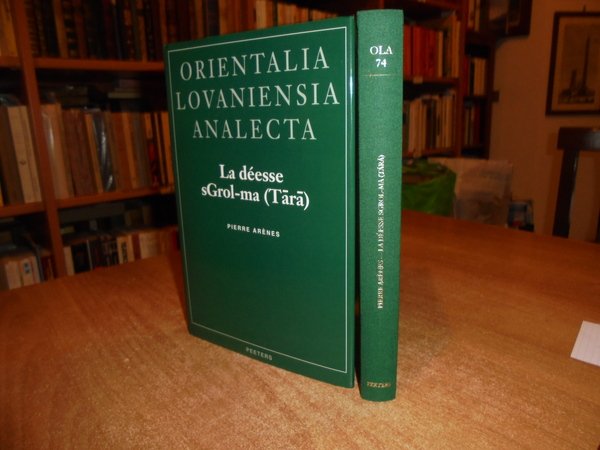 ORIENTALIA
LOVANIENSIA
ANALECTA
La déesse
sGrol-ma (Tārā)
PIERRE ARÈNES
PEETERS
OLA
74
PIERRE ARÈNES — LA DÉESSE SGROL-MA (TĀRĀ)
PEETERS